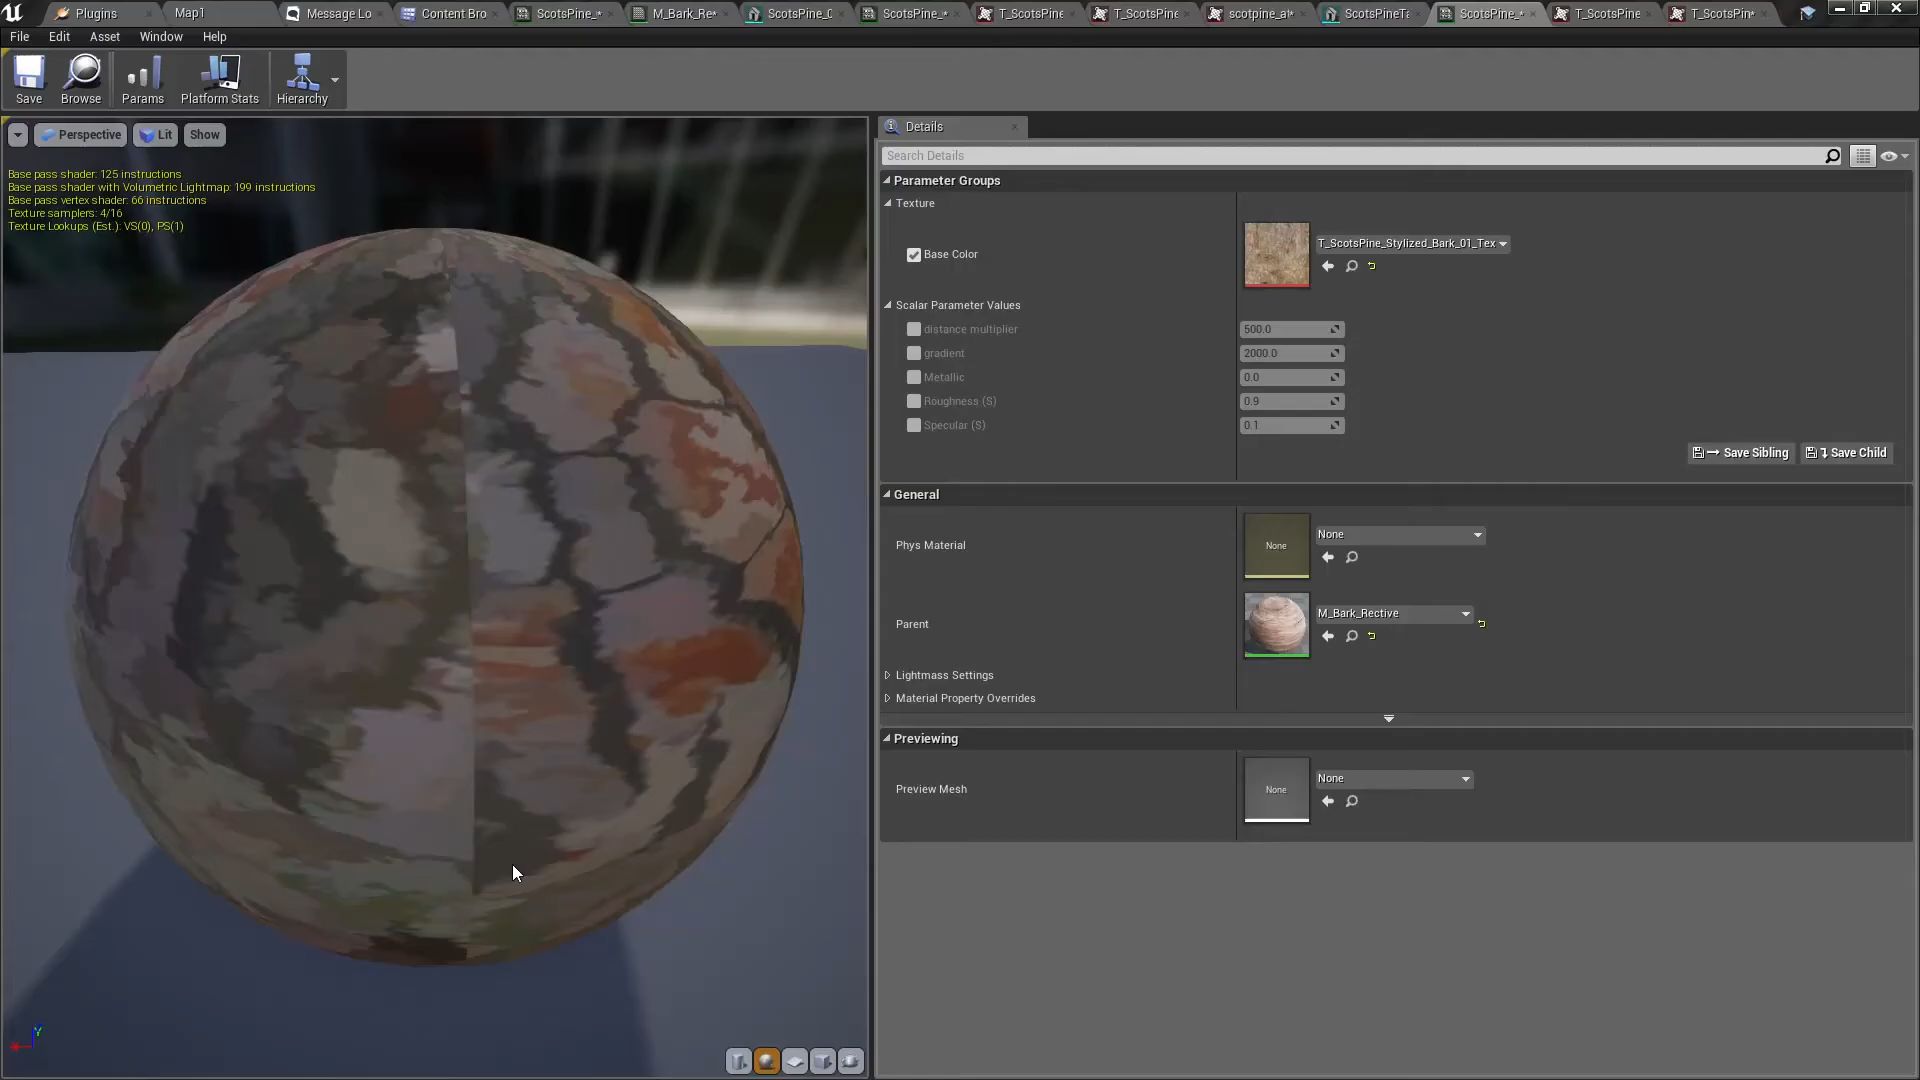 Plugins
Map1
Message Lo
Content Bro
ScotsPine_*
M_Bark_Re*
ScotsPine_0
ScotsPine_*
T_ScotsPine
T_ScotsPine
scotpine_at*
ScotsPineTe
ScotsPine_*
T_ScotsPine
T_ScotsPin*
File Edit Asset Window Help
Save Browse Params Platform Stats Hierarchy
Perspective Lit Show
Base pass shader: 125 instructions
Base pass shader with Volumetric Lightmap: 199 instructions
Base pass vertex shader: 66 instructions
Texture samplers: 4/16
Texture Lookups (Est.): VS(0), PS(1)
Y
Details
Search Details
Parameter Groups
Texture
Base Color T_ScotsPine_Stylized_Bark_01_Tex
Scalar Parameter Values
distance multiplier 500.0
gradient 2000.0
Metallic 0.0
Roughness (S) 0.9
Specular (S) 0.1
Save Sibling Save Child
General
Phys Material None None
Parent M_Bark_Rective
Lightmass Settings
Material Property Overrides
Previewing
Preview Mesh None None